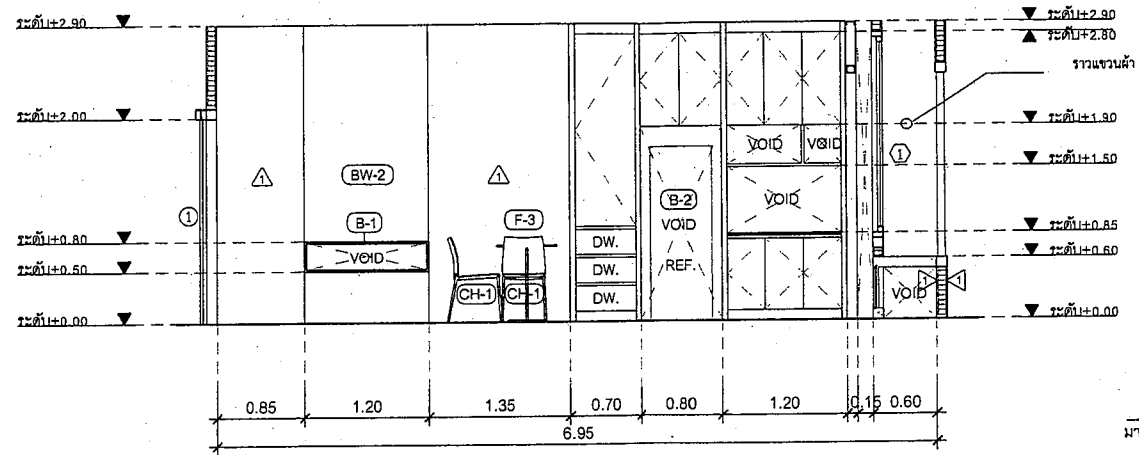 ระดับ+2.90
ระดับ+2.00
ระดับ+0.80
ระดับ+0.50
ระดับ+0.00
1
1
BW-2
B-1
VOID
1
F-3
CH-1
CH-1
DW.
DW.
DW.
B-2
VOID
REF.
VOID
VOID
VOID
1
VOID
1
1
ระดับ+2.90
ระดับ+2.80
ราวแขวนผ้า
ระดับ+1.90
ระดับ+1.50
ระดับ+0.85
ระดับ+0.60
ระดับ+0.00
0.85 1.20 1.35 0.70 0.80 1.20 0.15 0.60
6.95